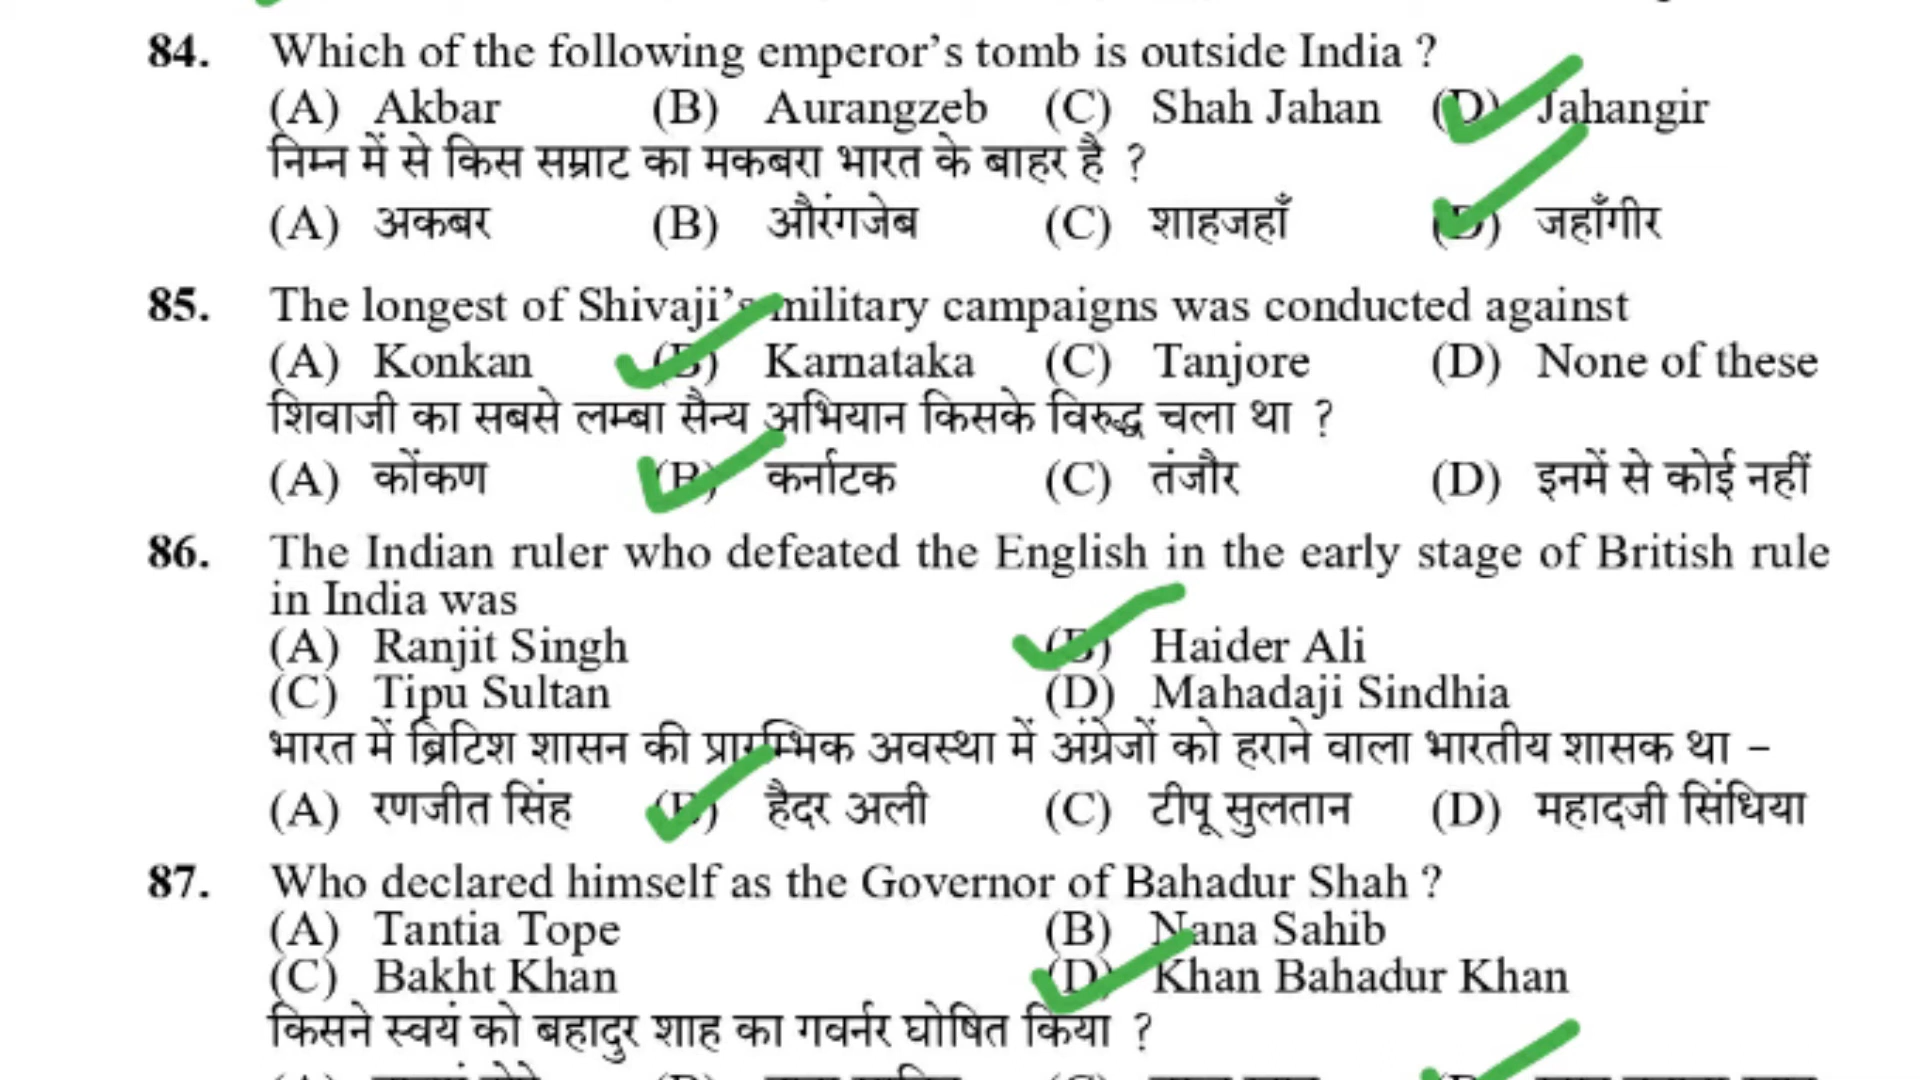 84. Which of the following emperor's tomb is outside India ?
(A) Akbar (B) Aurangzeb (C) Shah Jahan (D) Jahangir
निम्न में से किस सम्राट का मकबरा भारत के बाहर है ?
(A) अकबर (B) औरंगजेब (C) शाहजहाँ (D) जहाँगीर
85. The longest of Shivaji's military campaigns was conducted against
(A) Konkan (B) Karnataka (C) Tanjore (D) None of these
शिवाजी का सबसे लम्बा सैन्य अभियान किसके विरुद्ध चला था ?
(A) कोंकण (B) कर्नाटक (C) तंजौर (D) इनमें से कोई नहीं
86. The Indian ruler who defeated the English in the early stage of British rule
in India was
(A) Ranjit Singh (B) Haider Ali
(C) Tipu Sultan (D) Mahadaji Sindhia
भारत में ब्रिटिश शासन की प्रारम्भिक अवस्था में अंग्रेजों को हराने वाला भारतीय शासक था –
(A) रणजीत सिंह (B) हैदर अली (C) टीपू सुलतान (D) महादजी सिंधिया
87. Who declared himself as the Governor of Bahadur Shah ?
(A) Tantia Tope (B) Nana Sahib
(C) Bakht Khan (D) Khan Bahadur Khan
किसने स्वयं को बहादुर शाह का गवर्नर घोषित किया ?